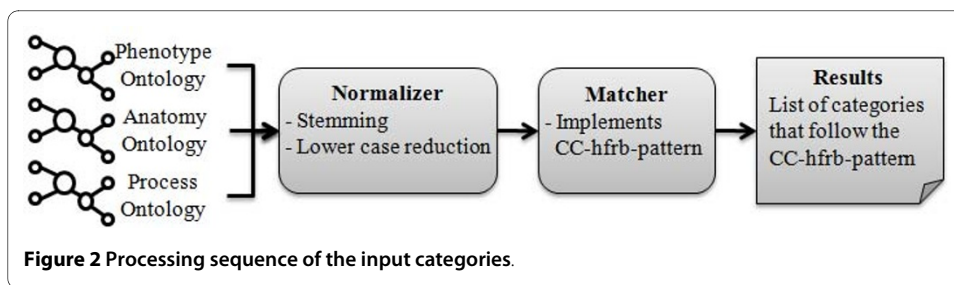 Phenotype
Ontology
Anatomy
Ontology
Process
Ontology
Normalizer
- Stemming
- Lower case reduction
Matcher
- Implements
CC-hfrb-pattern
Results
List of categories
that follow the
CC-hfrb-pattem
Figure 2 Processing sequence of the input categories.